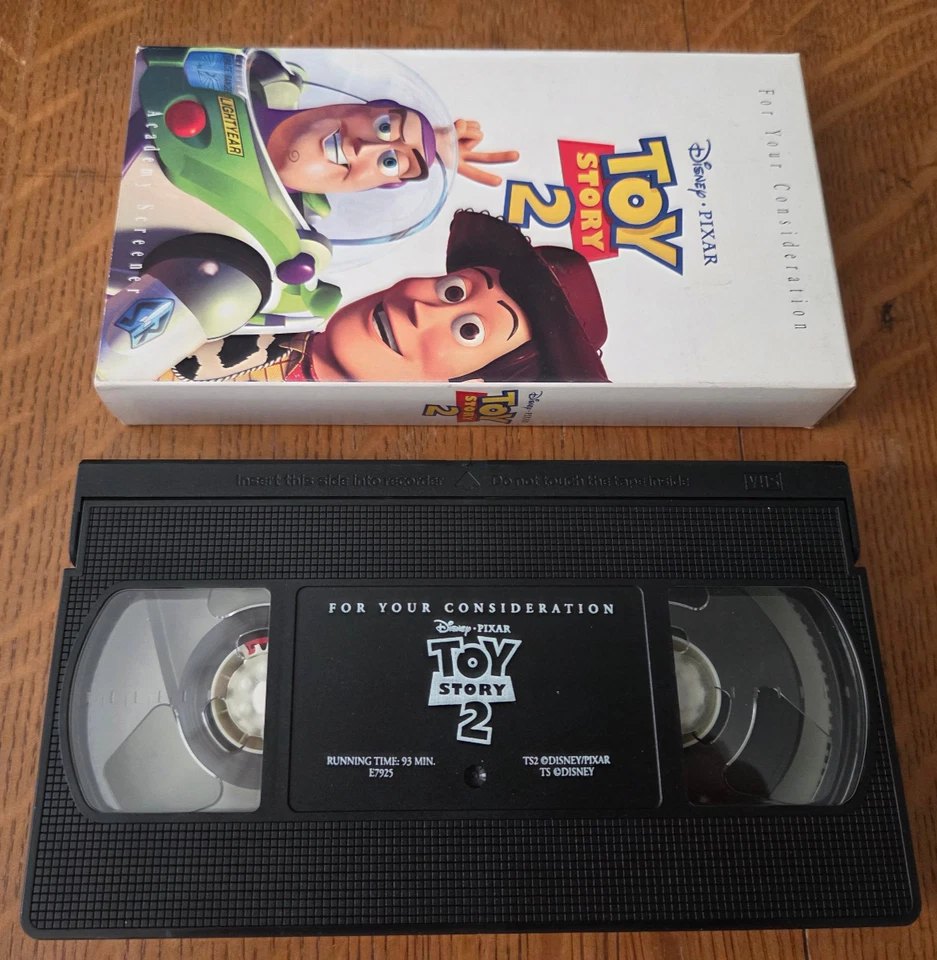 For Your Consideration
DISNEY · PIXAR
TOY
STORY
2
LIGHTYEAR
Academy Screener
Disney · PIXAR
TOY
STORY
2
Insert this side into recorder
Do not touch the tape inside
VHS
FOR YOUR CONSIDERATION
Disney · PIXAR
TOY
STORY
2
RUNNING TIME: 93 MIN.
E7925
TS2 ©DISNEY/PIXAR
TS ©DISNEY